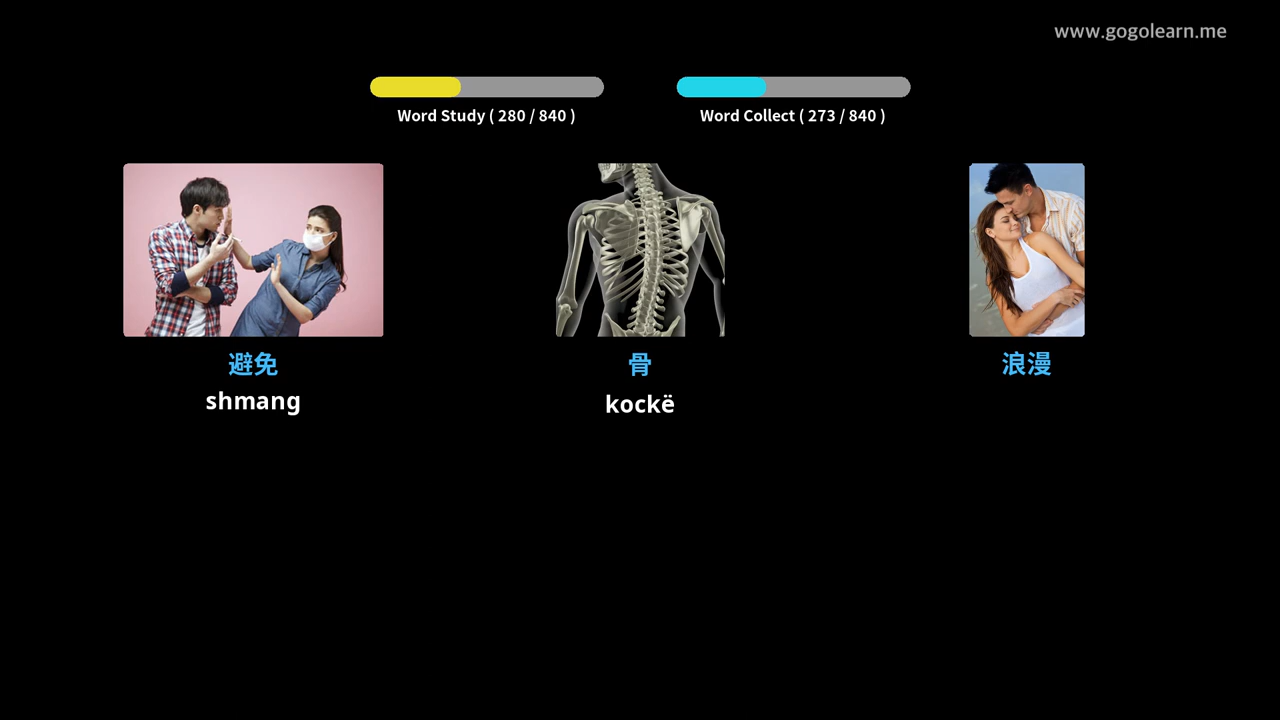 www.gogolearn.me
Word Study ( 280 / 840 )
Word Collect ( 273 / 840 )
避免
骨
浪漫
shmang
kockë